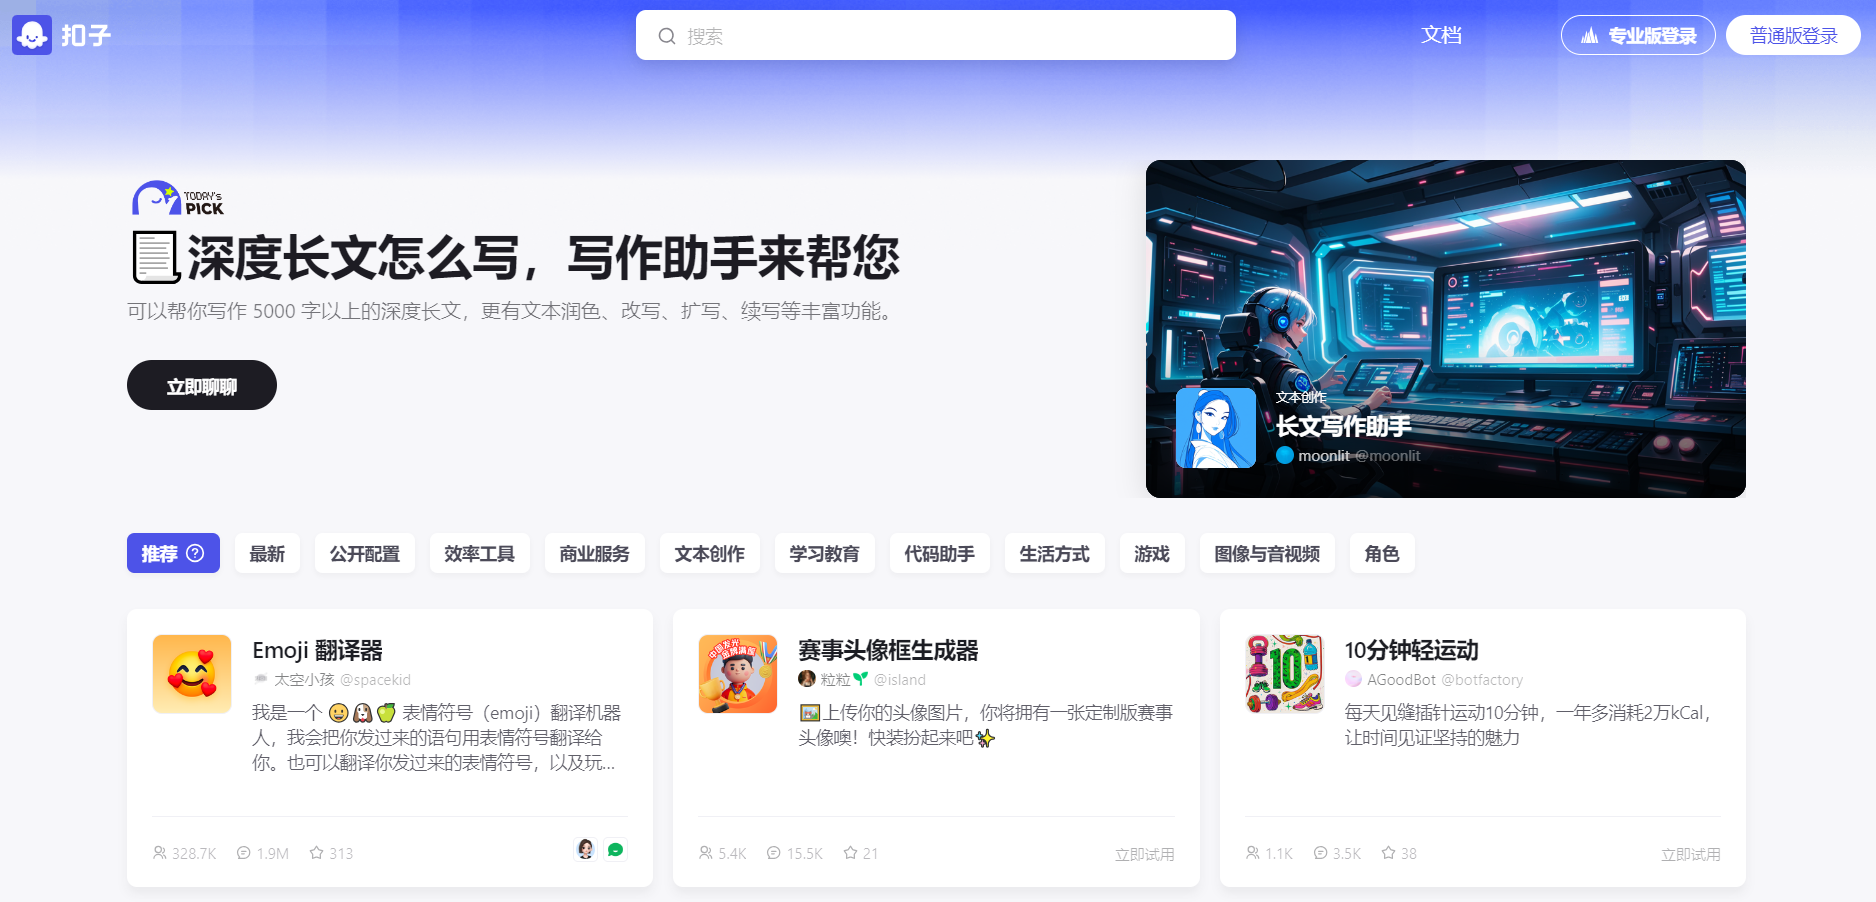 扣子
搜索
文档
专业版登录
普通版登录
TODAY's
PICK
深度长文怎么写，写作助手来帮您
可以帮你写作 5000 字以上的深度长文，更有文本润色、改写、扩写、续写等丰富功能。
立即聊聊
文本创作
长文写作助手
moonlit @moonlit
推荐
最新
公开配置
效率工具
商业服务
文本创作
学习教育
代码助手
生活方式
游戏
图像与音视频
角色
Emoji 翻译器
太空小孩 @spacekid
我是一个 😀🐶🍏 表情符号（emoji）翻译机器
人，我会把你发过来的语句用表情符号翻译给
你。也可以翻译你发过来的表情符号，以及玩...
328.7K 1.9M 313
赛事头像框生成器
粒粒🌱 @island
🖼️上传你的头像图片，你将拥有一张定制版赛事
头像噢！快装扮起来吧✨
5.4K 15.5K 21
立即试用
10分钟轻运动
AGoodBot @botfactory
每天见缝插针运动10分钟，一年多消耗2万kCal，
让时间见证坚持的魅力
1.1K 3.5K 38
立即试用